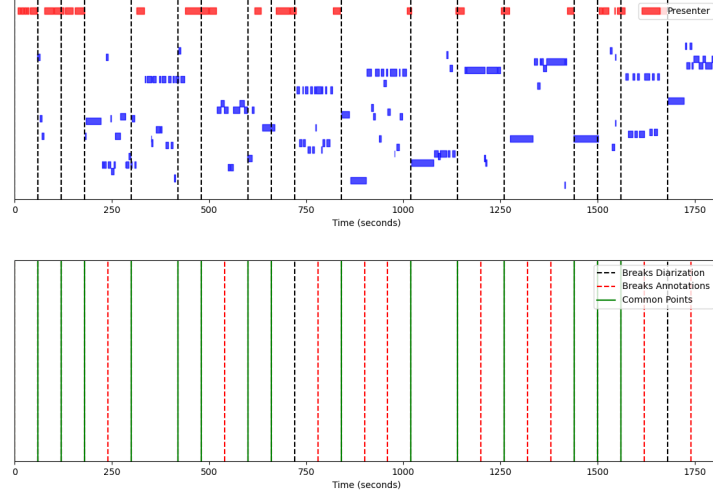 Presenter
0 250 500 750 1000 1250 1500 1750
Time (seconds)
Breaks Diarization
Breaks Annotations
Common Points
0 250 500 750 1000 1250 1500 1750
Time (seconds)